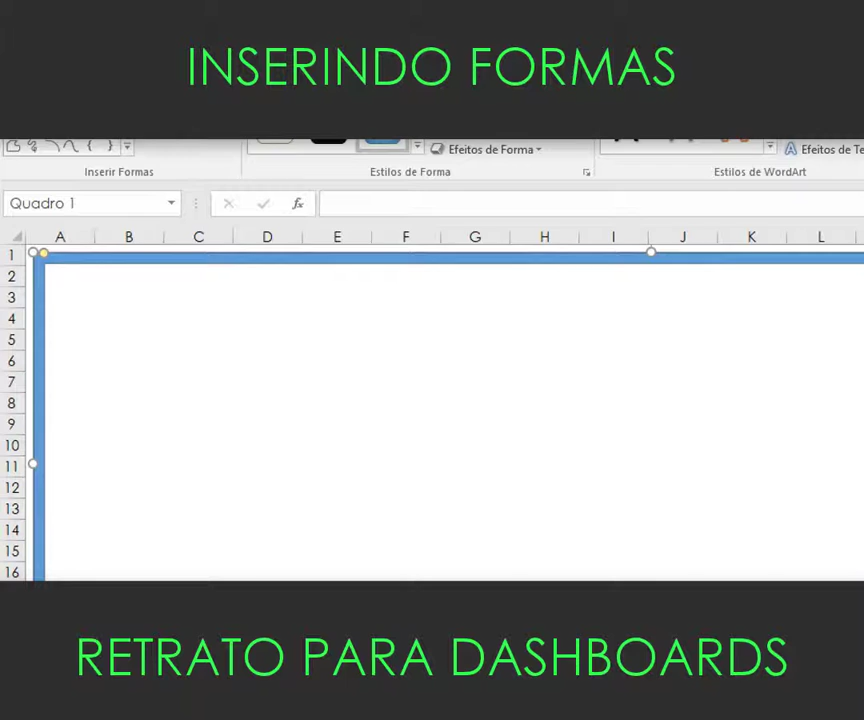 INSERINDO FORMAS
Efeitos de Forma
Efeitos de Te
Inserir Formas
Estilos de Forma
Estilos de WordArt
Quadro 1
fx
A B C D E F G H I J K L
1
2
3
4
5
6
7
8
9
10
11
12
13
14
15
16
RETRATO PARA DASHBOARDS